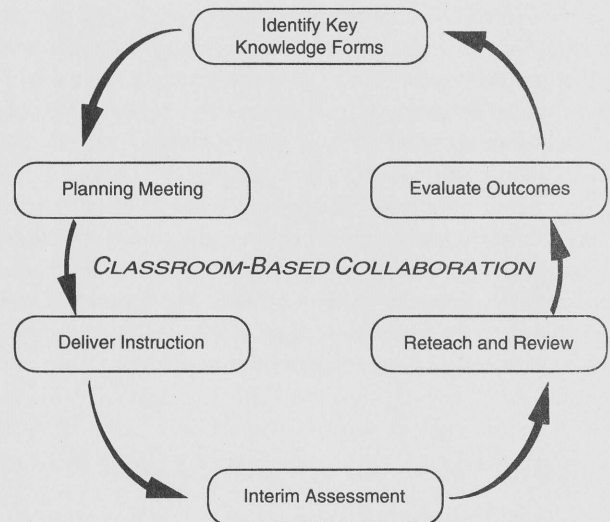 Identify Key
Knowledge Forms
Planning Meeting
Evaluate Outcomes
CLASSROOM-BASED COLLABORATION
Deliver Instruction
Reteach and Review
Interim Assessment